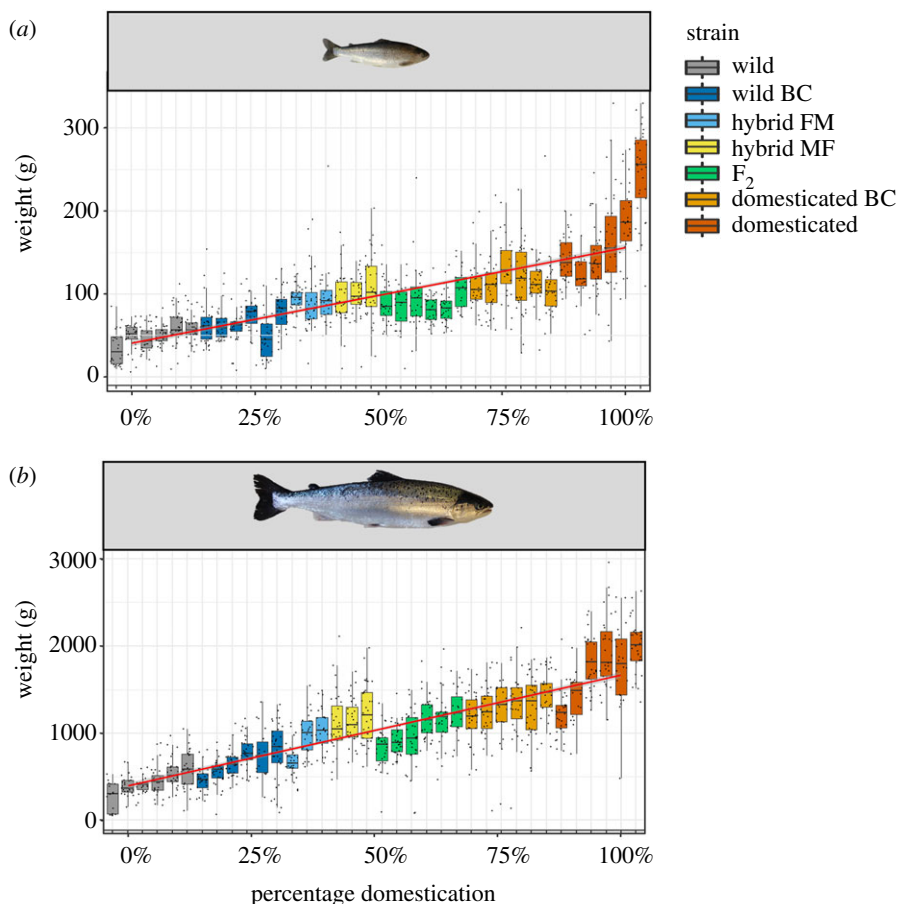 (a)
strain
wild
wild BC
hybrid FM
hybrid MF
F₂
domesticated BC
domesticated
weight (g)
300
200
100
0
0%
25%
50%
75%
100%
(b)
weight (g)
3000
2000
1000
0
0%
25%
50%
75%
100%
percentage domestication